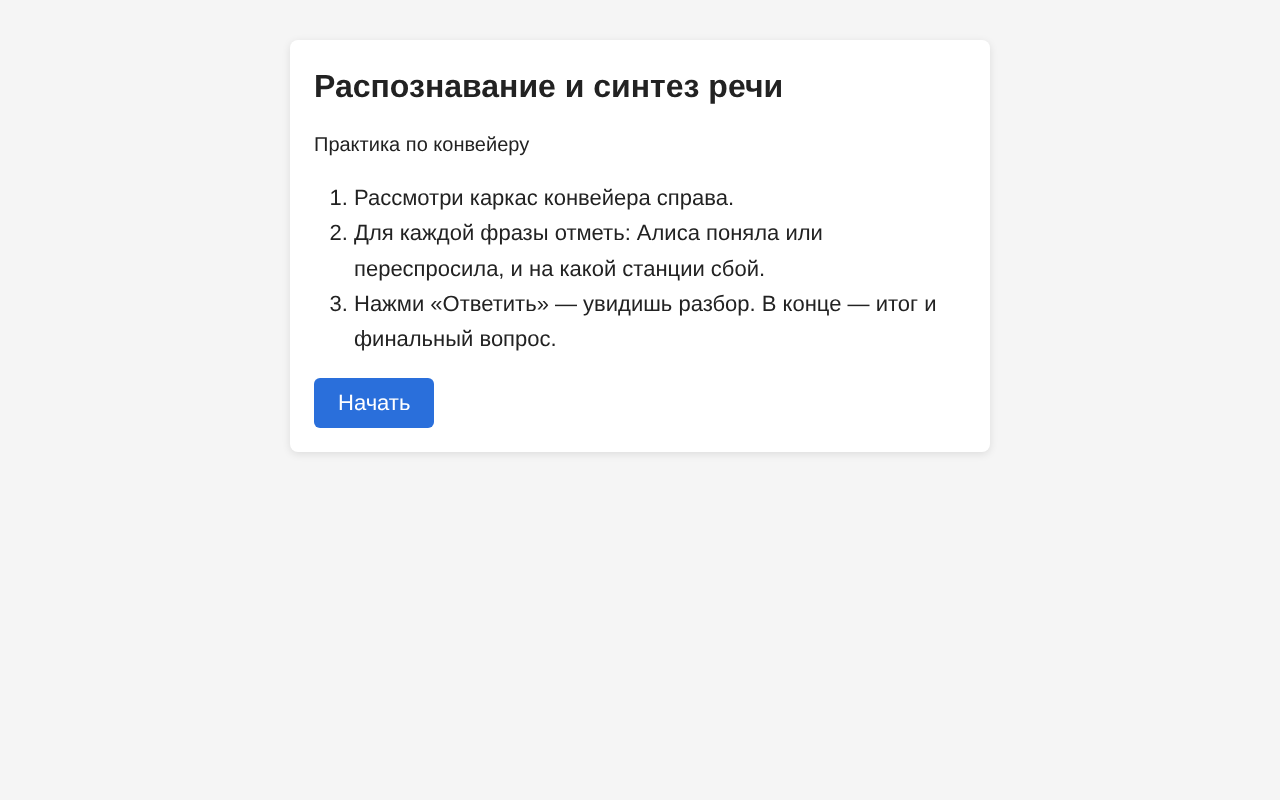 Распознавание и синтез речи
Практика по конвейеру
1. Рассмотри каркас конвейера справа.
2. Для каждой фразы отметь: Алиса поняла или
переспросила, и на какой станции сбой.
3. Нажми «Ответить» — увидишь разбор. В конце — итог и
финальный вопрос.
Начать